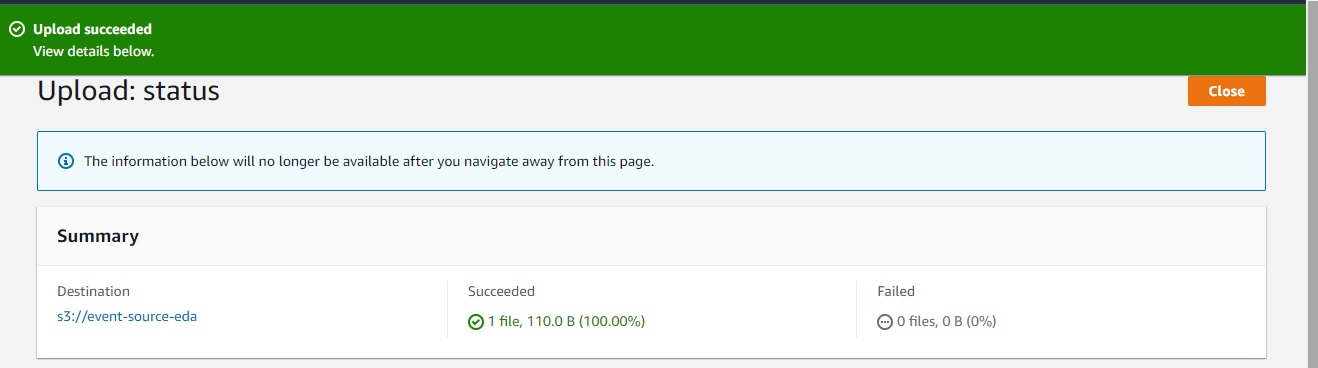 Upload succeeded
View details below.
Upload: status
Close
The information below will no longer be available after you navigate away from this page.
Summary
Destination
s3://event-source-eda
Succeeded
1 file, 110.0 B (100.00%)
Failed
0 files, 0 B (0%)